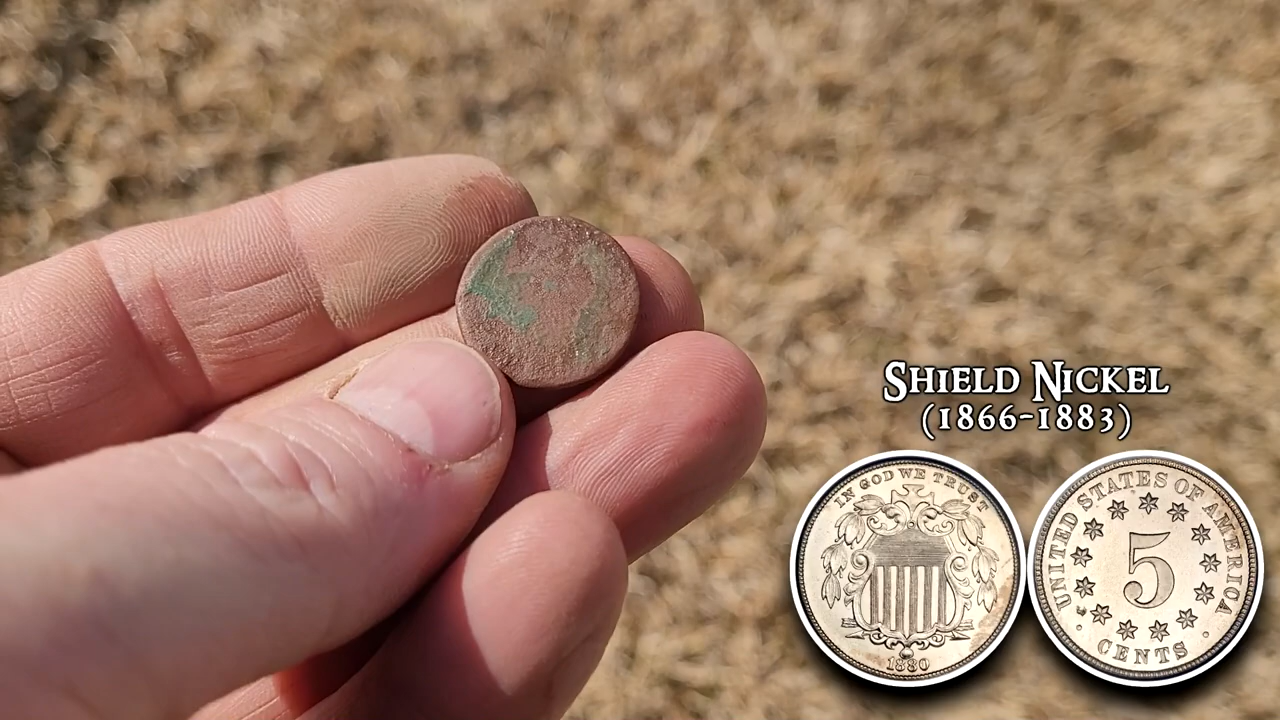 Shield Nickel
(1866-1883)
IN GOD WE TRUST
1880
UNITED STATES OF AMERICA
5
CENTS